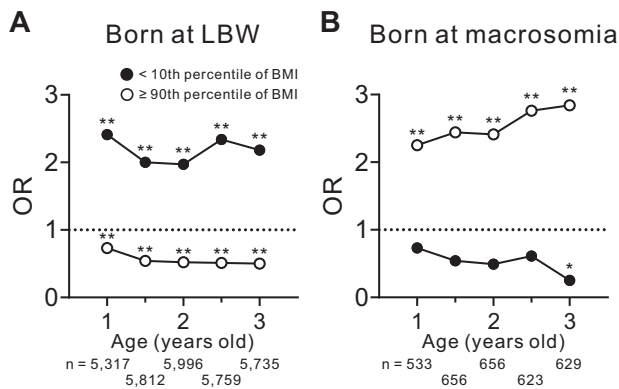 A
Born at LBW
< 10th percentile of BMI
≥ 90th percentile of BMI
3
2
1
0
OR
** ** ** ** **
** ** ** ** **
1 2 3
Age (years old)
n = 5,317 5,996 5,735
5,812 5,759
B
Born at macrosomia
3
2
1
0
OR
** ** ** ** **
*
1 2 3
Age (years old)
n = 533 656 629
656 623